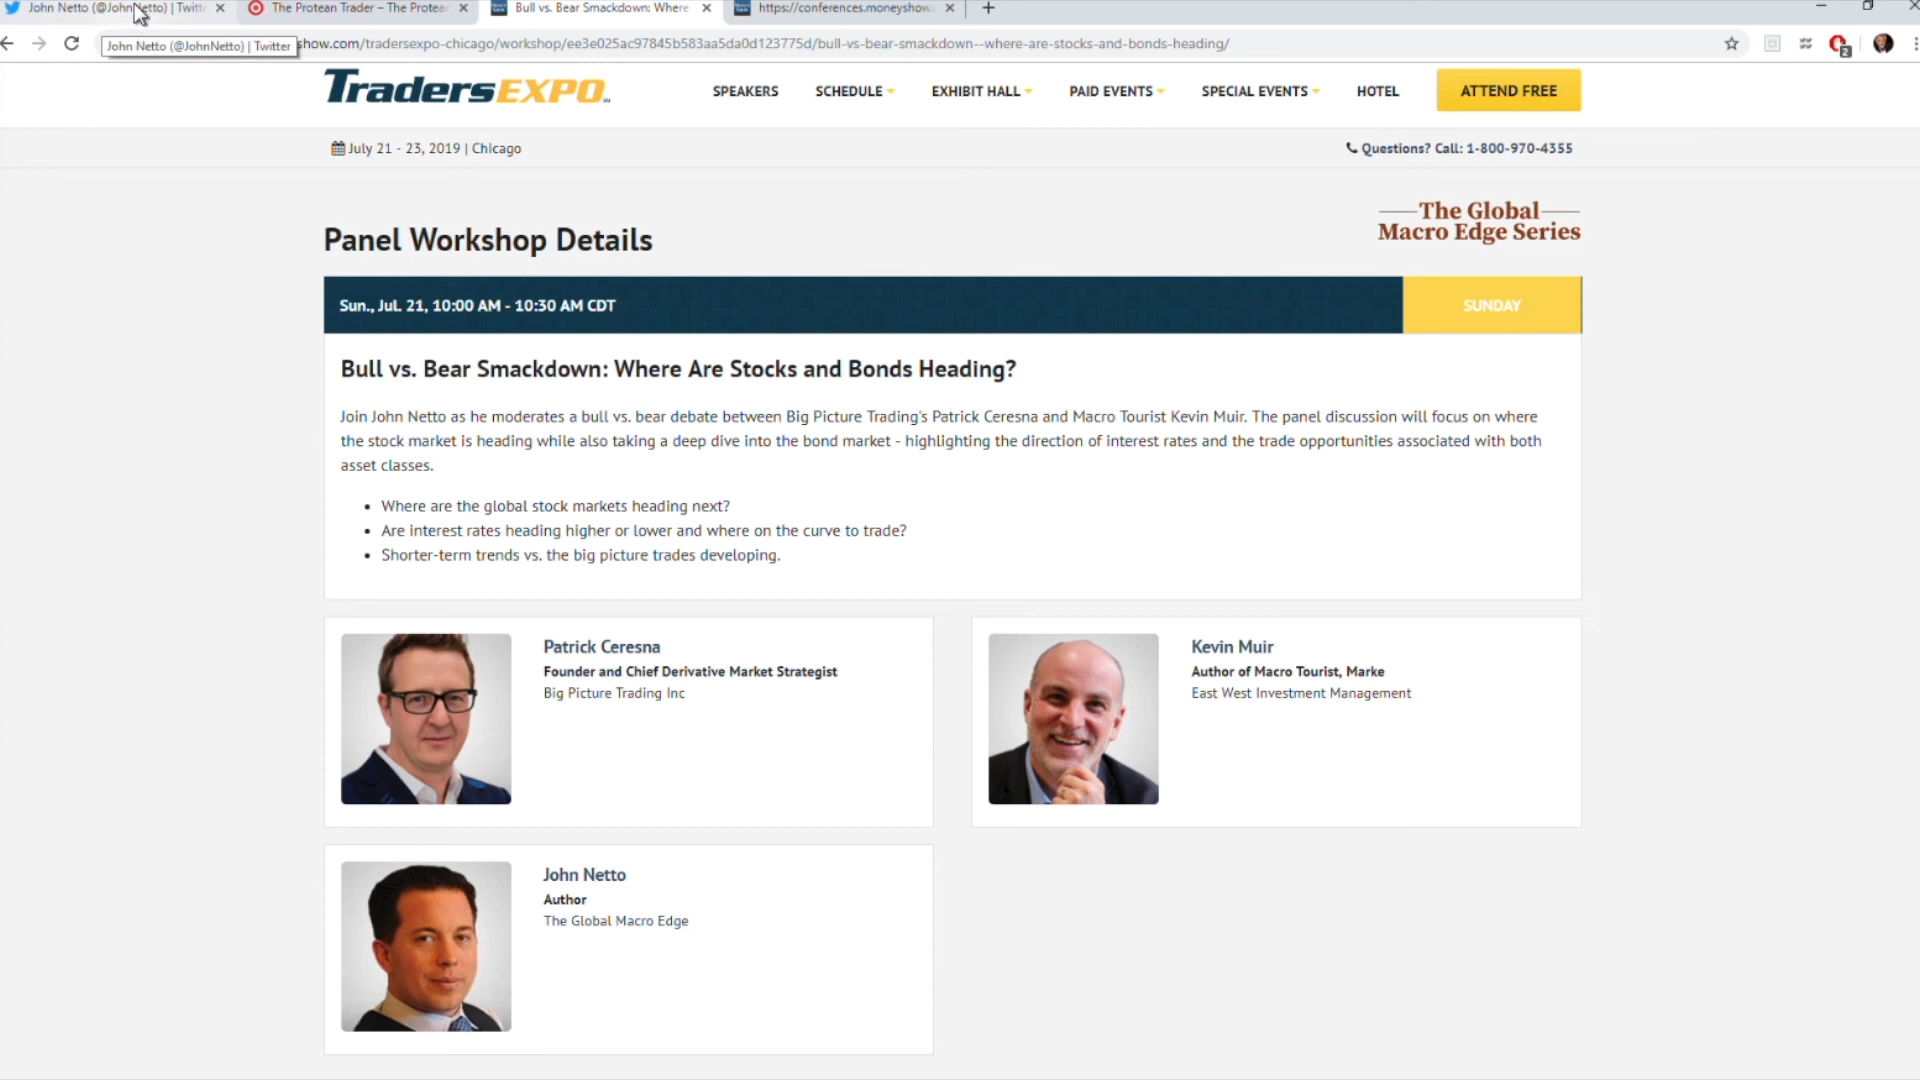 John Netto (@JohnNetto) | Twitt
The Protean Trader – The Protea
Bull vs. Bear Smackdown: Where
https://conferences.moneyshow.
John Netto (@JohnNetto) | Twitter
show.com/tradersexpo-chicago/workshop/ee3e025ac97845b583aa5da0d123775d/bull-vs-bear-smackdown--where-are-stocks-and-bonds-heading/
2
TradersEXPO
SPEAKERS
SCHEDULE
EXHIBIT HALL
PAID EVENTS
SPECIAL EVENTS
HOTEL
ATTEND FREE
July 21 - 23, 2019 | Chicago
Questions? Call: 1-800-970-4355
The Global
Macro Edge Series
Panel Workshop Details
Sun., Jul. 21, 10:00 AM - 10:30 AM CDT
SUNDAY
Bull vs. Bear Smackdown: Where Are Stocks and Bonds Heading?
Join John Netto as he moderates a bull vs. bear debate between Big Picture Trading's Patrick Ceresna and Macro Tourist Kevin Muir. The panel discussion will focus on where
the stock market is heading while also taking a deep dive into the bond market - highlighting the direction of interest rates and the trade opportunities associated with both
asset classes.
• Where are the global stock markets heading next?
• Are interest rates heading higher or lower and where on the curve to trade?
• Shorter-term trends vs. the big picture trades developing.
Patrick Ceresna
Founder and Chief Derivative Market Strategist
Big Picture Trading Inc
Kevin Muir
Author of Macro Tourist, Marke
East West Investment Management
John Netto
Author
The Global Macro Edge